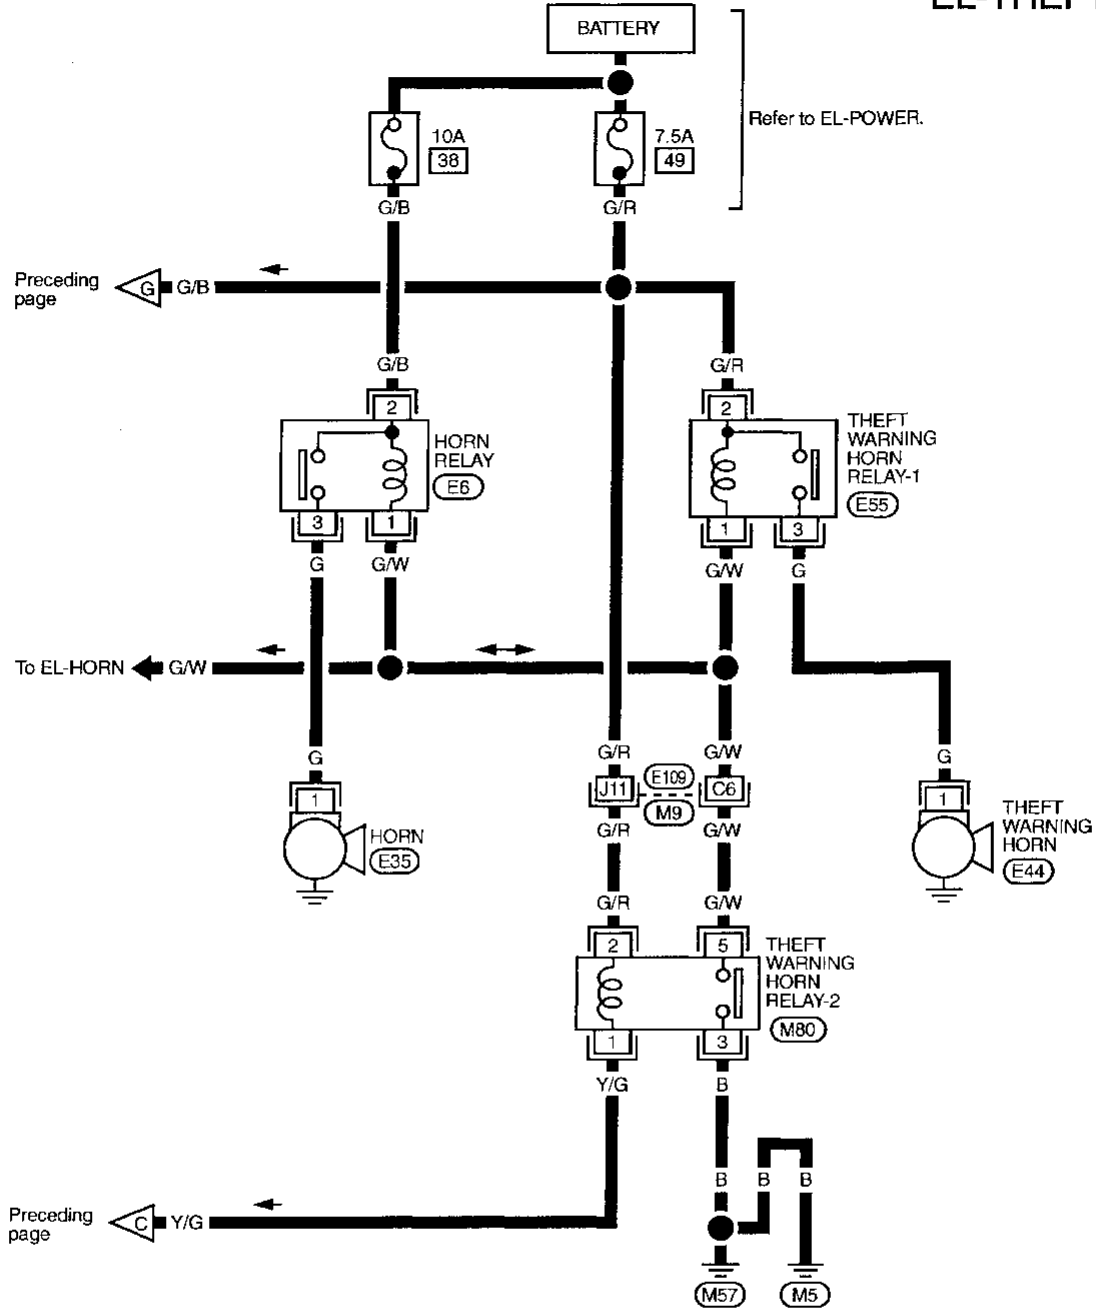 BATTERY
Refer to EL-POWER.
10A
38
7.5A
49
G/B
G/R
Preceding
page
G
G/B
G/B
G/R
2
HORN
RELAY
E6
3
1
2
THEFT
WARNING
HORN
RELAY-1
E55
1
3
G
G/W
G/W
G
To EL-HORN
G/W
G
G/R
G/W
G
J11
E109
M9
C6
1
HORN
E35
1
THEFT
WARNING
HORN
E44
G/R
G/W
G/R
G/W
2
5
THEFT
WARNING
HORN
RELAY-2
M80
1
3
Y/G
B
B
B
B
Preceding
page
C
Y/G
M57
M5